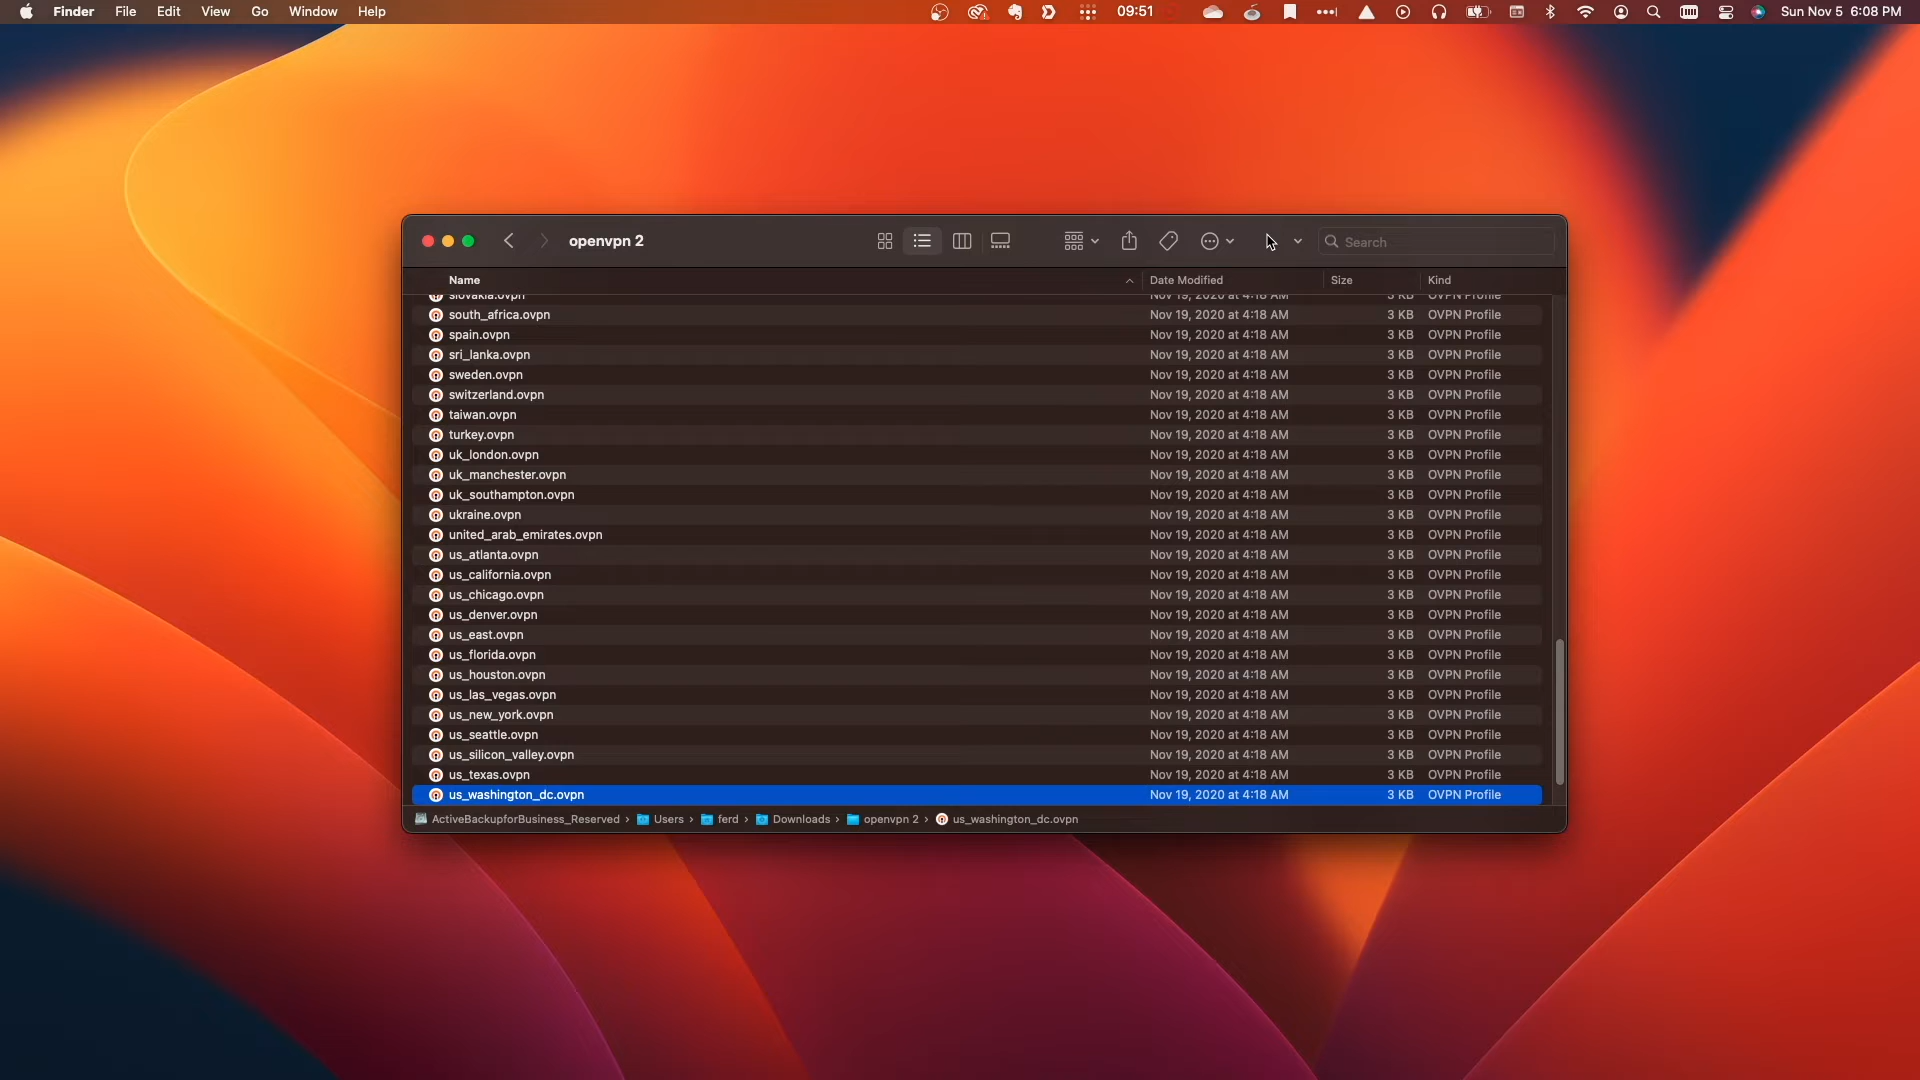 Finder File Edit View Go Window Help 09:51 Sun Nov 5 6:08 PM
openvpn 2 Search
Name Date Modified Size Kind
slovakia.ovpn Nov 19, 2020 at 4:18 AM 3 KB OVPN Profile
south_africa.ovpn Nov 19, 2020 at 4:18 AM 3 KB OVPN Profile
spain.ovpn Nov 19, 2020 at 4:18 AM 3 KB OVPN Profile
sri_lanka.ovpn Nov 19, 2020 at 4:18 AM 3 KB OVPN Profile
sweden.ovpn Nov 19, 2020 at 4:18 AM 3 KB OVPN Profile
switzerland.ovpn Nov 19, 2020 at 4:18 AM 3 KB OVPN Profile
taiwan.ovpn Nov 19, 2020 at 4:18 AM 3 KB OVPN Profile
turkey.ovpn Nov 19, 2020 at 4:18 AM 3 KB OVPN Profile
uk_london.ovpn Nov 19, 2020 at 4:18 AM 3 KB OVPN Profile
uk_manchester.ovpn Nov 19, 2020 at 4:18 AM 3 KB OVPN Profile
uk_southampton.ovpn Nov 19, 2020 at 4:18 AM 3 KB OVPN Profile
ukraine.ovpn Nov 19, 2020 at 4:18 AM 3 KB OVPN Profile
united_arab_emirates.ovpn Nov 19, 2020 at 4:18 AM 3 KB OVPN Profile
us_atlanta.ovpn Nov 19, 2020 at 4:18 AM 3 KB OVPN Profile
us_california.ovpn Nov 19, 2020 at 4:18 AM 3 KB OVPN Profile
us_chicago.ovpn Nov 19, 2020 at 4:18 AM 3 KB OVPN Profile
us_denver.ovpn Nov 19, 2020 at 4:18 AM 3 KB OVPN Profile
us_east.ovpn Nov 19, 2020 at 4:18 AM 3 KB OVPN Profile
us_florida.ovpn Nov 19, 2020 at 4:18 AM 3 KB OVPN Profile
us_houston.ovpn Nov 19, 2020 at 4:18 AM 3 KB OVPN Profile
us_las_vegas.ovpn Nov 19, 2020 at 4:18 AM 3 KB OVPN Profile
us_new_york.ovpn Nov 19, 2020 at 4:18 AM 3 KB OVPN Profile
us_seattle.ovpn Nov 19, 2020 at 4:18 AM 3 KB OVPN Profile
us_silicon_valley.ovpn Nov 19, 2020 at 4:18 AM 3 KB OVPN Profile
us_texas.ovpn Nov 19, 2020 at 4:18 AM 3 KB OVPN Profile
us_washington_dc.ovpn Nov 19, 2020 at 4:18 AM 3 KB OVPN Profile
ActiveBackupforBusiness_Reserved › Users › ferd › Downloads › openvpn 2 › us_washington_dc.ovpn